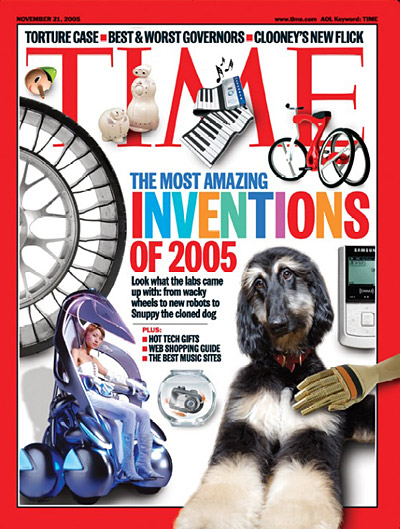 NOVEMBER 21, 2005
www.time.com AOL Keyword: TIME
TORTURE CASE ■ BEST & WORST GOVERNORS ■ CLOONEY'S NEW FLICK
TIME
THE MOST AMAZING
INVENTIONS
OF 2005
Look what the labs came
up with: from wacky
wheels to new robots to
Snuppy the cloned dog
PLUS:
■ HOT TECH GIFTS
■ WEB SHOPPING GUIDE
■ THE BEST MUSIC SITES
SAMSUNG